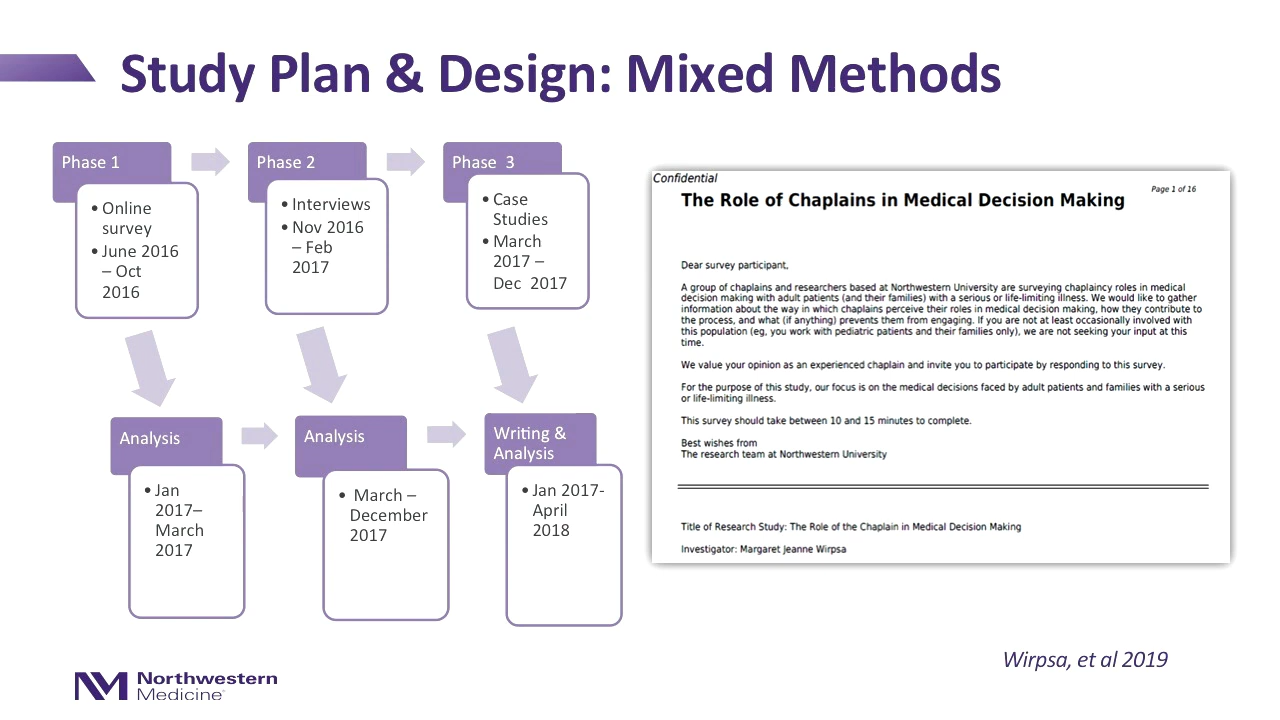 Study Plan & Design: Mixed Methods
Phase 1
• Online
survey
• June 2016
– Oct
2016
Phase 2
• Interviews
• Nov 2016
– Feb
2017
Phase 3
• Case
Studies
• March
2017 –
Dec 2017
Analysis
• Jan
2017–
March
2017
Analysis
• March –
December
2017
Writing &
Analysis
• Jan 2017-
April
2018
Confidential
Page 1 of 16
The Role of Chaplains in Medical Decision Making
Dear survey participant,
A group of chaplains and researchers based at Northwestern University are surveying chaplaincy roles in medical
decision making with adult patients (and their families) with a serious or life-limiting illness. We would like to gather
information about the way in which chaplains perceive their roles in medical decision making, how they contribute to
the process, and what (if anything) prevents them from engaging. If you are not at least occasionally involved with
this population (eg, you work with pediatric patients and their families only), we are not seeking your input at this
time.
We value your opinion as an experienced chaplain and invite you to participate by responding to this survey.
For the purpose of this study, our focus is on the medical decisions faced by adult patients and families with a serious
or life-limiting illness.
This survey should take between 10 and 15 minutes to complete.
Best wishes from
The research team at Northwestern University
Title of Research Study: The Role of the Chaplain in Medical Decision Making
Investigator: Margaret Jeanne Wirpsa
Wirpsa, et al 2019
NM Northwestern
Medicine®